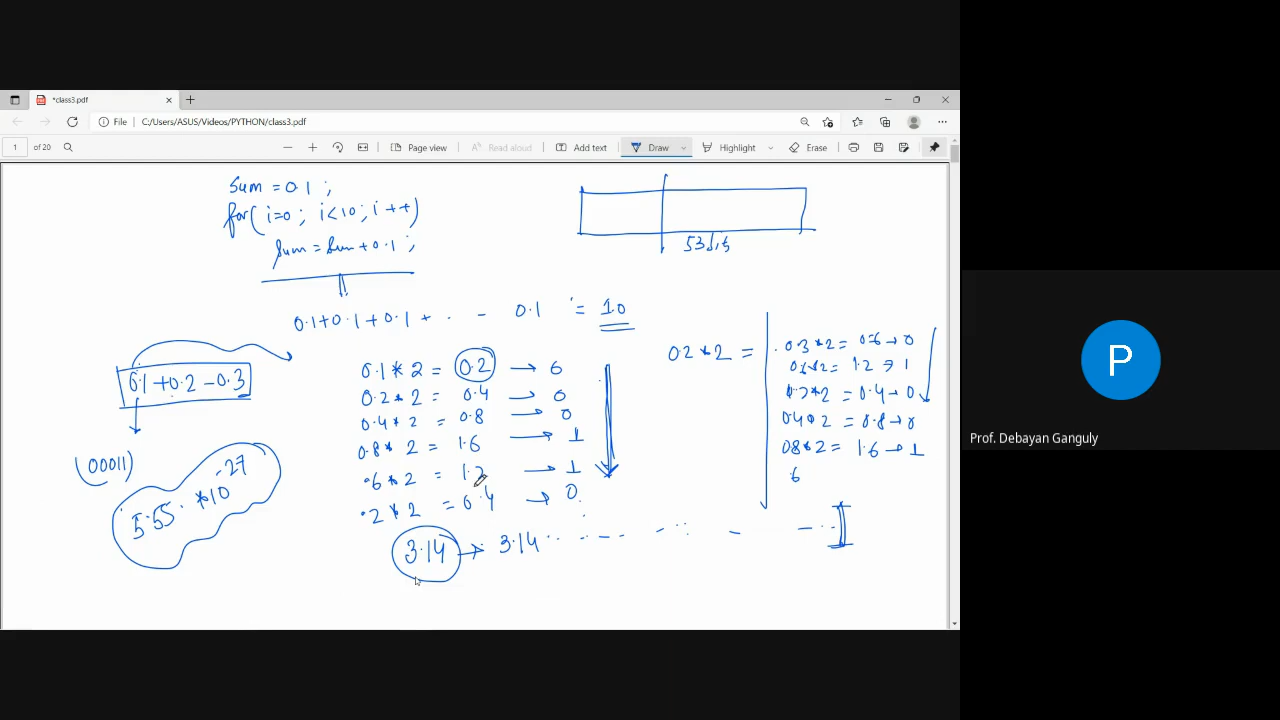 *class3.pdf
File C:/Users/ASUS/Videos/PYTHON/class3.pdf
1 of 20 Page view Read aloud Add text Draw Highlight Erase
Sum = 0.1 ;
for( i=0 ; i<10 ; i++)
Sum = Sum + 0.1 ;
53bits
0.1+0.1+0.1+ . - 0.1 = 1.0
0.1 +0.2 -0.3
(00011)
5.55 *10 -27
0.1 * 2 = 0.2 → 0
0.2 * 2 = 0.4 → 0
0.4 * 2 = 0.8 → 0
0.8 * 2 = 1.6 → 1
.6 * 2 = 1.2 → 1
.2 * 2 = 0.4 → 0
3.14 → 3.14 .. . - . . -
0.2 * 2 =
0.3 * 2 = 0.6 → 0
0.6 * 2 = 1.2 → 1
0.2 * 2 = 0.4 → 0
0.4 * 2 = 0.8 → 0
0.8 * 2 = 1.6 → 1
.6
P
Prof. Debayan Ganguly